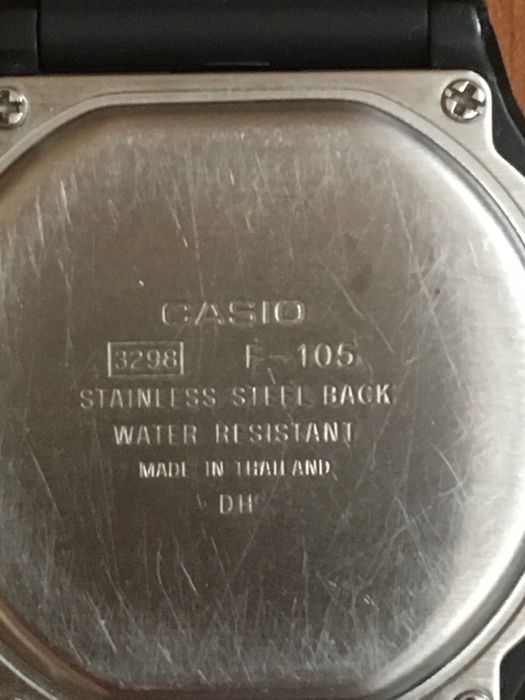 CASIO
3298 F-105
STAINLESS STEEL BACK
WATER RESISTANT
MADE IN THAILAND
DH